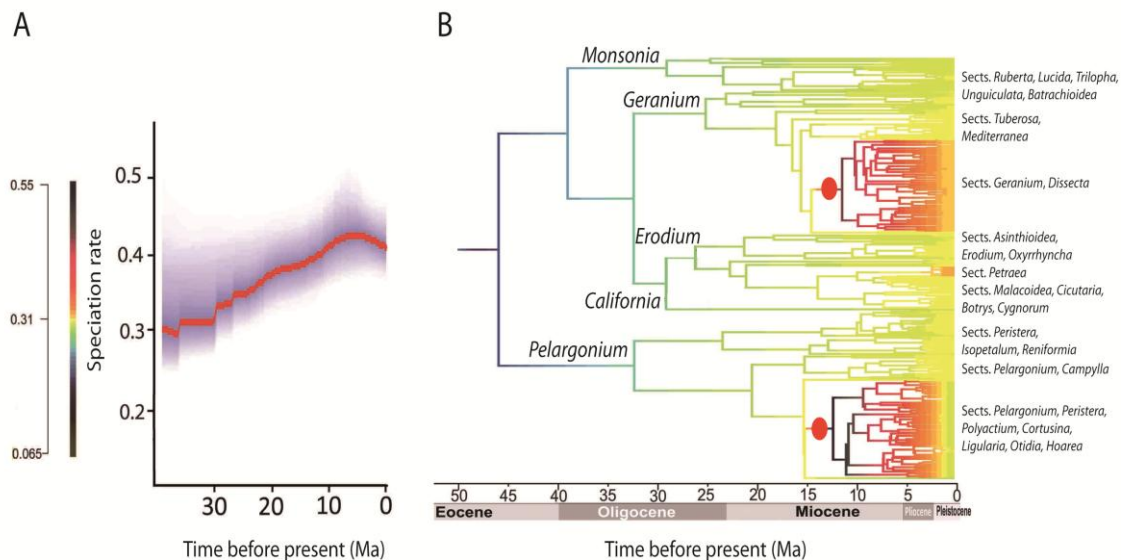 A
0.55
0.31
0.065
Speciation rate
0.5
0.4
0.3
0.2
30
20
10
0
Time before present (Ma)
B
Monsonia
Geranium
Erodium
California
Pelargonium
Sects. Ruberta, Lucida, Trilopha,
Unguiculata, Batrachioidea
Sects. Tuberosa,
Mediterranea
Sects. Geranium, Dissecta
Sects. Asinthioidea,
Erodium, Oxyrrhyncha
Sect. Petraea
Sects. Malacoidea, Cicutaria,
Botrys, Cygnorum
Sects. Peristera,
Isopetalum, Reniformia
Sects. Pelargonium, Campylla
Sects. Pelargonium, Peristera,
Polyactium, Cortusina,
Ligularia, Otidia, Hoarea
50 45 40 35 30 25 20 15 10 5 0
Eocene Oligocene Miocene Pliocene Pleistocene
Time before present (Ma)